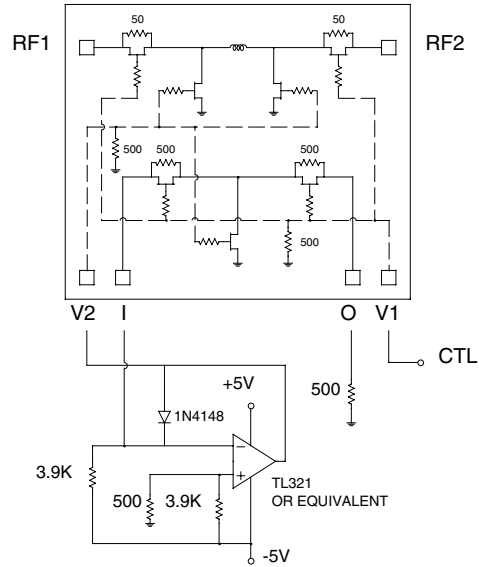 50
50
RF1
RF2
500
500
500
500
V2
I
O
V1
CTL
+5V
500
1N4148
−
3.9K
+
TL321
500
3.9K
OR EQUIVALENT
-5V